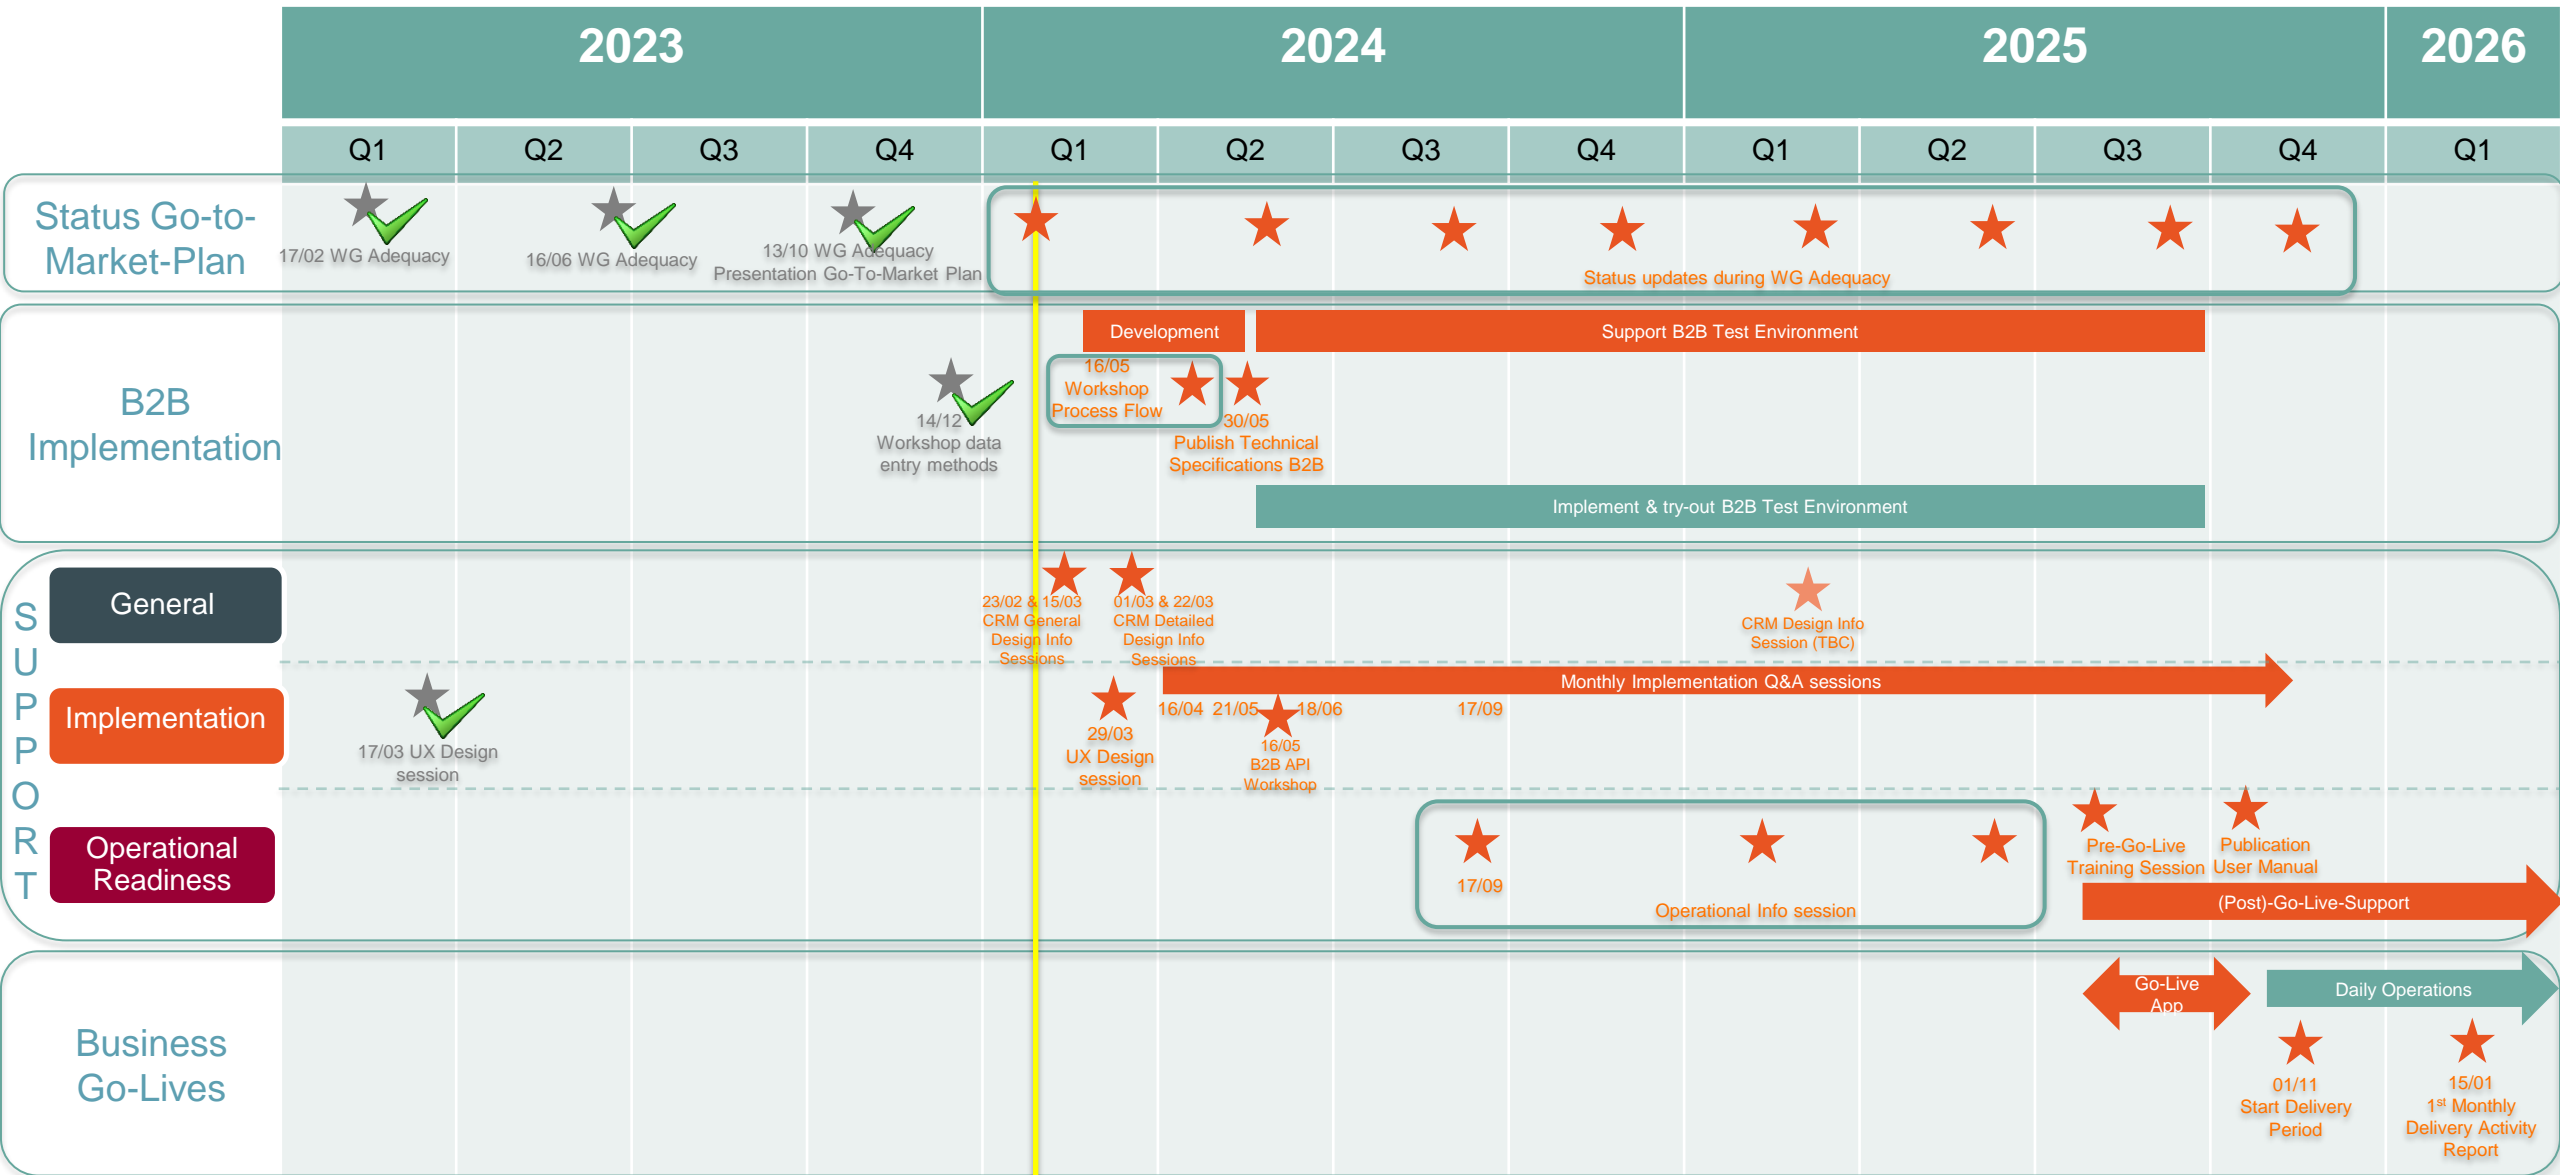 2023
2024
2025
2026
Q1
Q2
Q3
Q4
Q1
Q2
Q3
Q4
Q1
Q2
Q3
Q4
Q1
Status Go-to-
Market-Plan
17/02 WG Adequacy
16/06 WG Adequacy
13/10 WG Adequacy
Presentation Go-To-Market Plan
Status updates during WG Adequacy
B2B
Implementation
Development
Support B2B Test Environment
14/12
Workshop data
entry methods
16/05
Workshop
Process Flow
30/05
Publish Technical
Specifications B2B
Implement & try-out B2B Test Environment
SUPPORT
General
23/02 & 15/03
CRM General
Design Info
Sessions
01/03 & 22/03
CRM Detailed
Design Info
Sessions
CRM Design Info
Session (TBC)
Implementation
Monthly Implementation Q&A sessions
17/03 UX Design
session
29/03
UX Design
session
16/04
21/05
18/06
17/09
16/05
B2B API
Workshop
Operational
Readiness
17/09
Operational Info session
Pre-Go-Live
Training Session
Publication
User Manual
(Post)-Go-Live-Support
Business
Go-Lives
Go-Live
App
Daily Operations
01/11
Start Delivery
Period
15/01
1st Monthly
Delivery Activity
Report